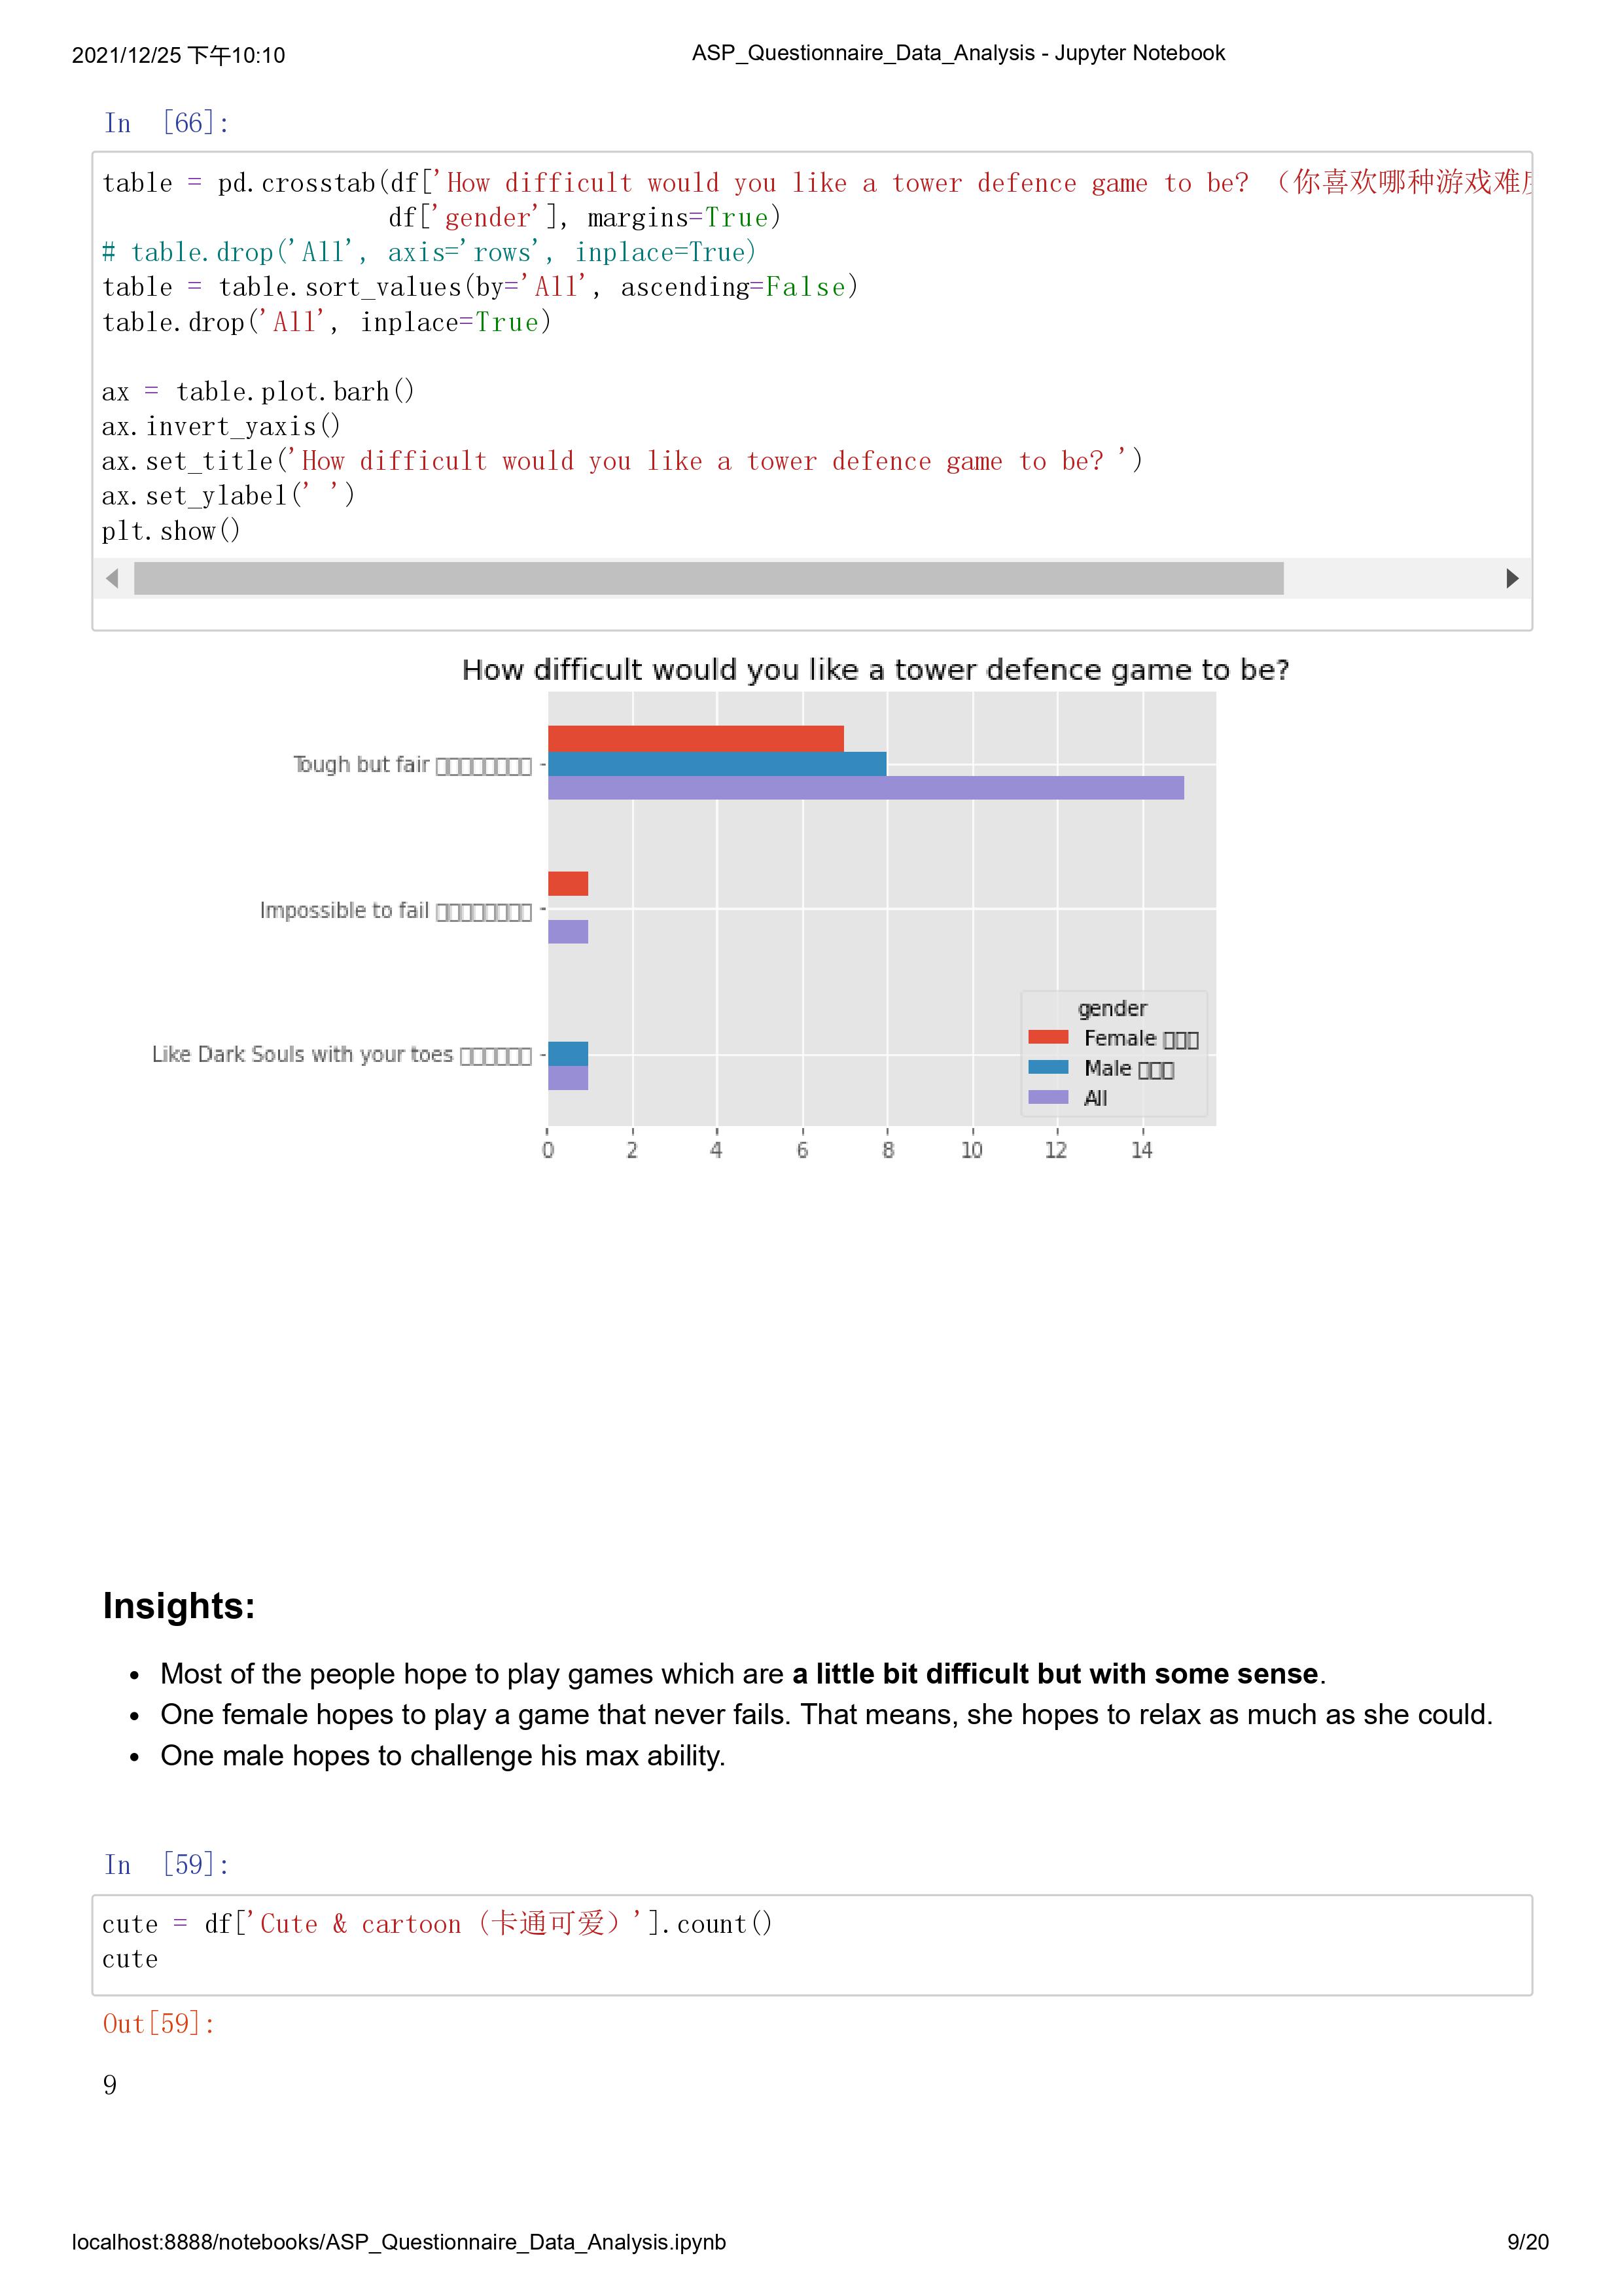 2021/12/25 下午10:10
ASP_Questionnaire_Data_Analysis - Jupyter Notebook
In [66]:
table = pd.crosstab(df['How difficult would you like a tower defence game to be? （你喜欢哪种游戏难
df['gender'], margins=True)
# table.drop('All', axis='rows', inplace=True)
table = table.sort_values(by='All', ascending=False)
table.drop('All', inplace=True)
ax = table.plot.barh()
ax.invert_yaxis()
ax.set_title('How difficult would you like a tower defence game to be? ')
ax.set_ylabel(' ')
plt.show()
How difficult would you like a tower defence game to be?
Tough but fair
Impossible to fail
Like Dark Souls with your toes
gender
Female
Male
All
0 2 4 6 8 10 12 14
Insights:
• Most of the people hope to play games which are a little bit difficult but with some sense.
• One female hopes to play a game that never fails. That means, she hopes to relax as much as she could.
• One male hopes to challenge his max ability.
In [59]:
cute = df['Cute & cartoon（卡通可爱）'].count()
cute
Out[59]:
9
localhost:8888/notebooks/ASP_Questionnaire_Data_Analysis.ipynb
9/20